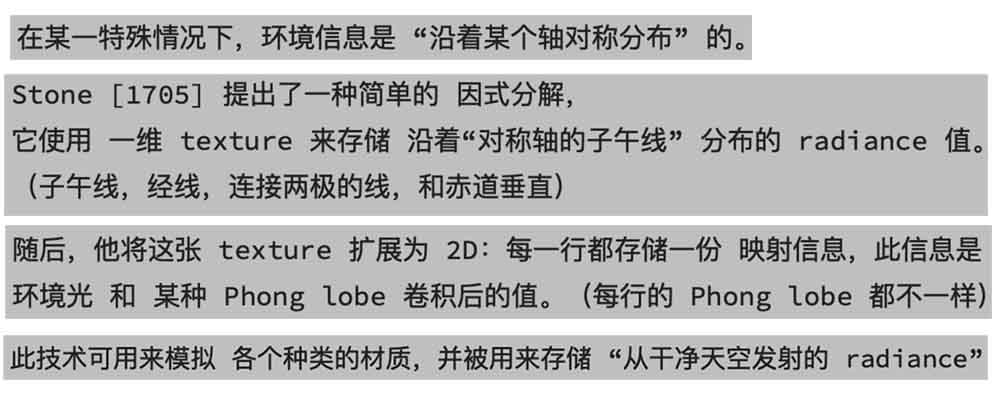 在某一特殊情况下，环境信息是 “沿着某个轴对称分布” 的。
Stone [1705] 提出了一种简单的 因式分解，
它使用 一维 texture 来存储 沿着“对称轴的子午线” 分布的 radiance 值。
（子午线，经线，连接两极的线，和赤道垂直）
随后，他将这张 texture 扩展为 2D：每一行都存储一份 映射信息，此信息是
环境光 和 某种 Phong lobe 卷积后的值。（每行的 Phong lobe 都不一样）
此技术可用来模拟 各个种类的材质，并被用来存储 “从干净天空发射的 radiance”